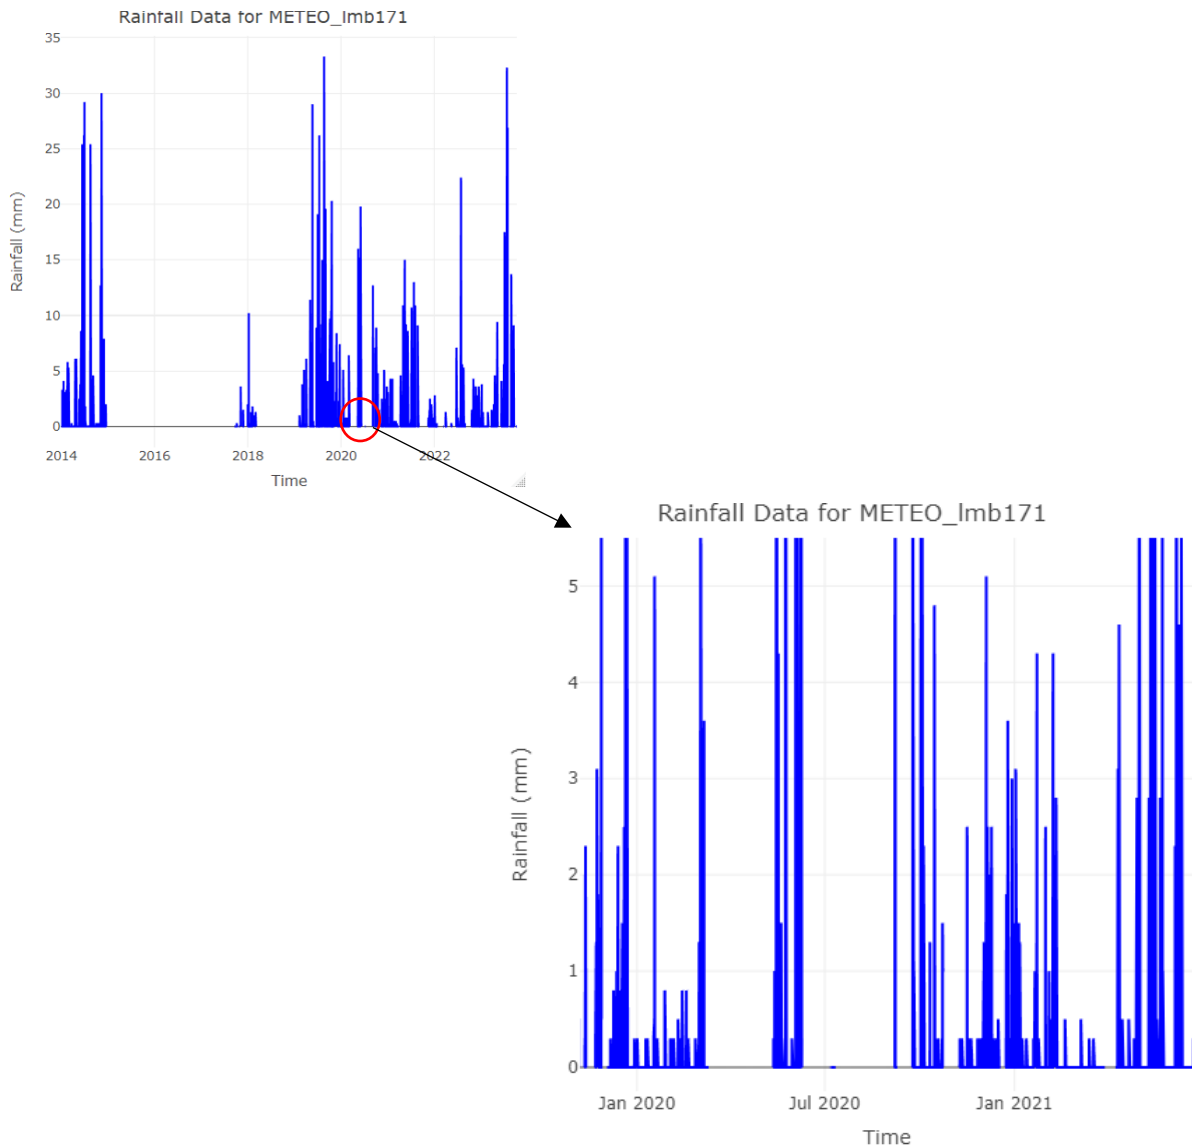 Rainfall Data for METEO_lmb171
35
30
25
20
15
10
5
0
Rainfall (mm)
2014 2016 2018 2020 2022
Time
Rainfall Data for METEO_lmb171
5
4
3
2
1
0
Rainfall (mm)
Jan 2020 Jul 2020 Jan 2021
Time